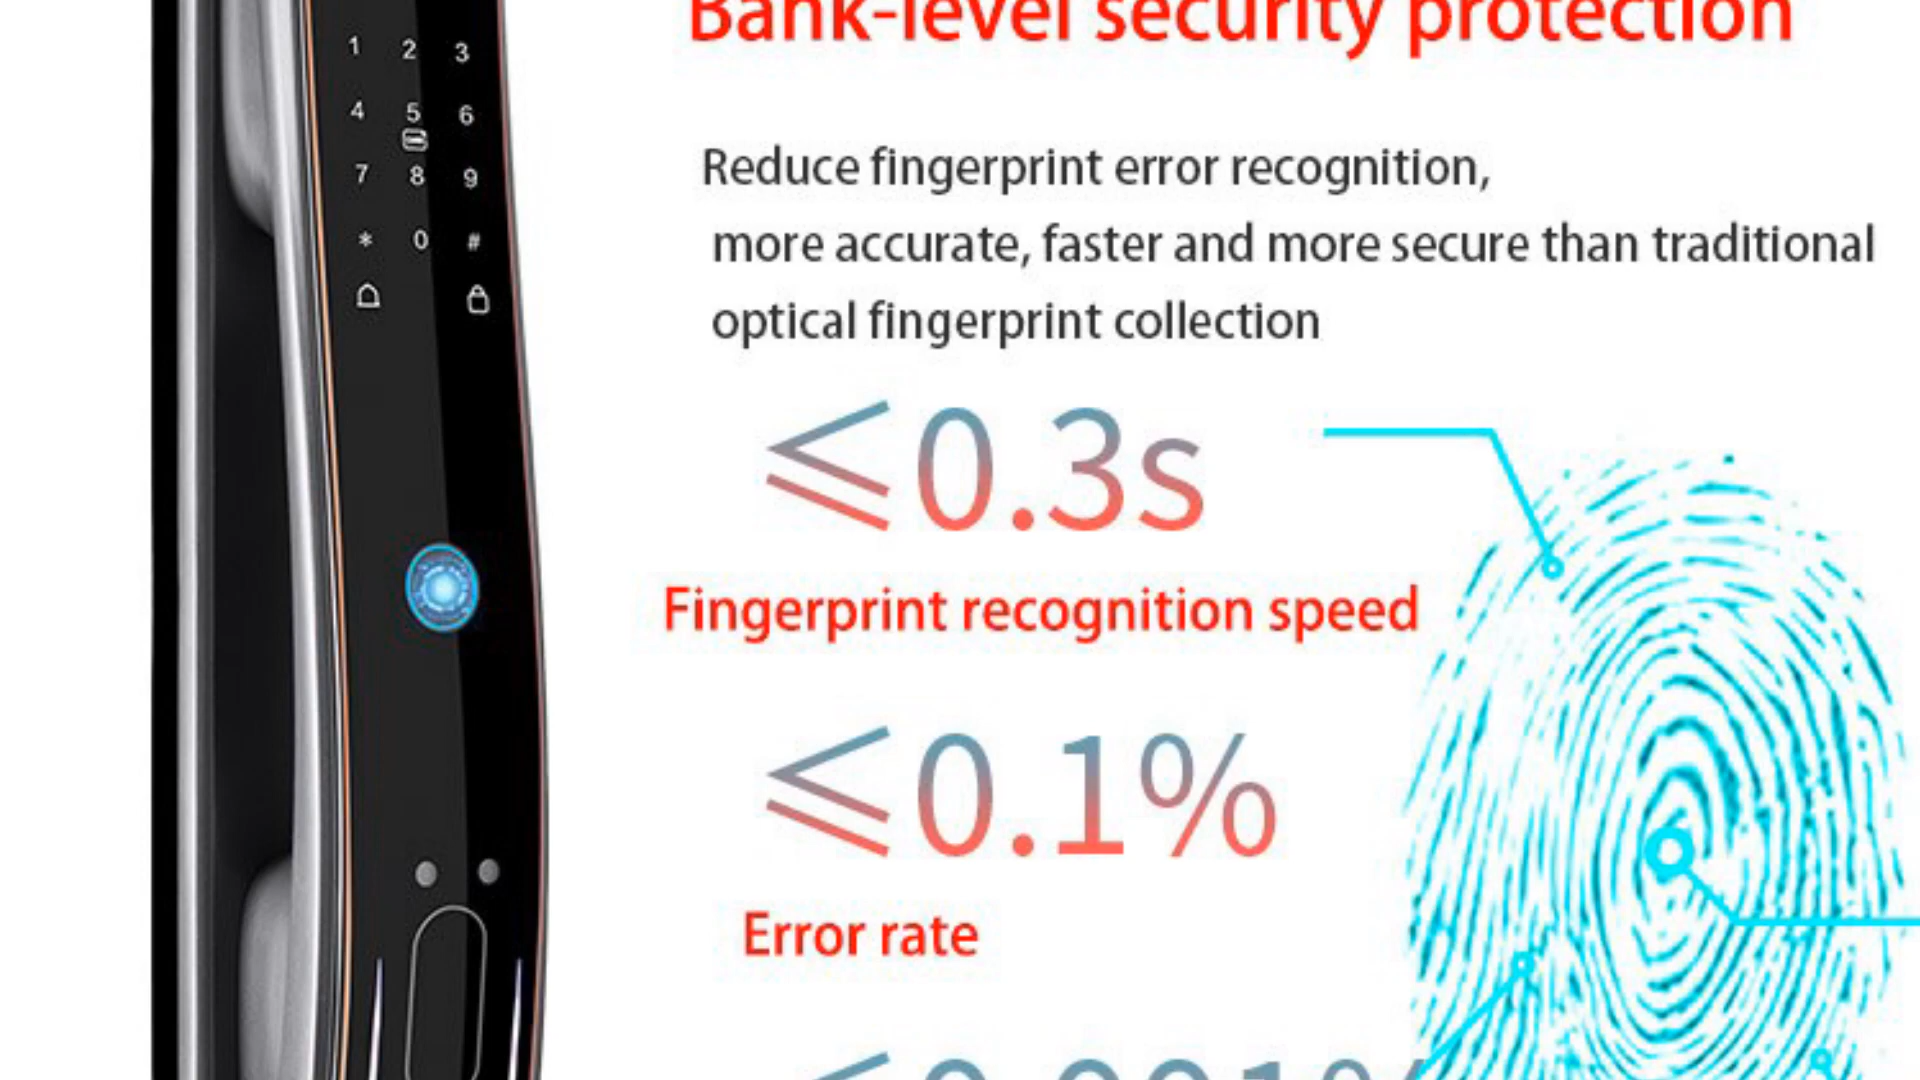 1 2 3
4 5 6
7 8 9
* 0 #
Bank-level security protection
Reduce fingerprint error recognition,
more accurate, faster and more secure than traditional
optical fingerprint collection
≤0.3s
Fingerprint recognition speed
≤0.1%
Error rate